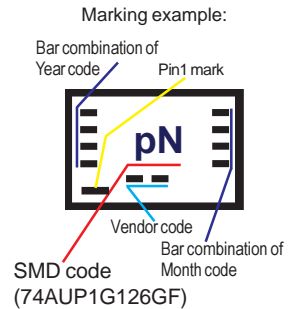 Marking example:
Bar combination of
Year code
Pin1 mark
pN
Vendor code
Bar combination of
Month code
SMD code
(74AUP1G126GF)